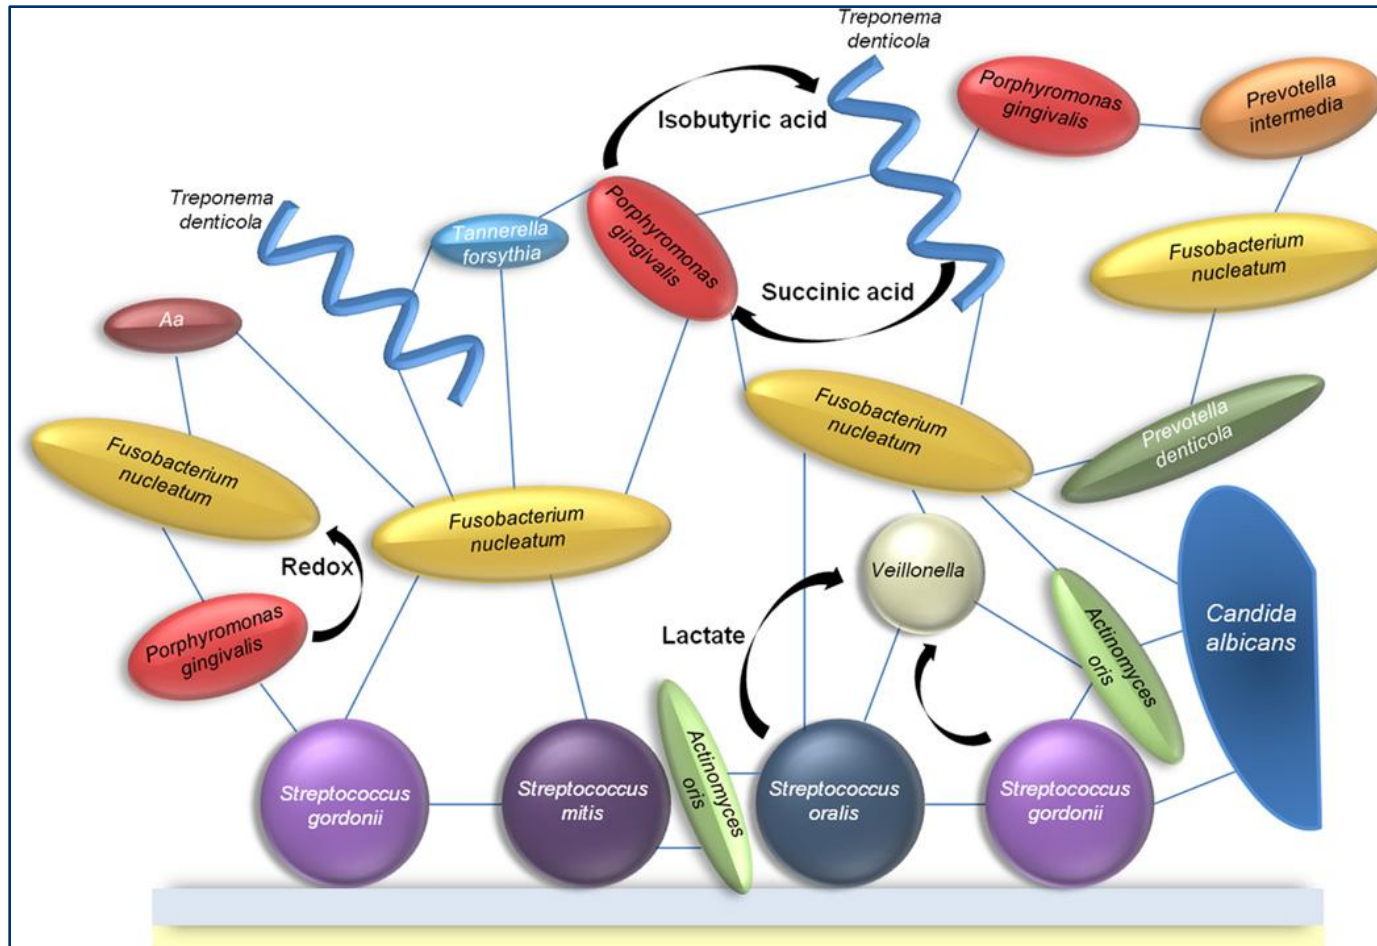 Treponema
denticola
Porphyromonas
gingivalis
Prevotella
intermedia
Isobutyric acid
Treponema
denticola
Tannerella
forsythia
Porphyromonas
gingivalis
Fusobacterium
nucleatum
Succinic acid
Aa
Fusobacterium
nucleatum
Prevotella
denticola
Fusobacterium
nucleatum
Fusobacterium
nucleatum
Redox
Veillonella
Candida
albicans
Porphyromonas
gingivalis
Lactate
Actinomyces
oris
Actinomyces
oris
Streptococcus
gordonii
Streptococcus
mitis
Streptococcus
oralis
Streptococcus
gordonii